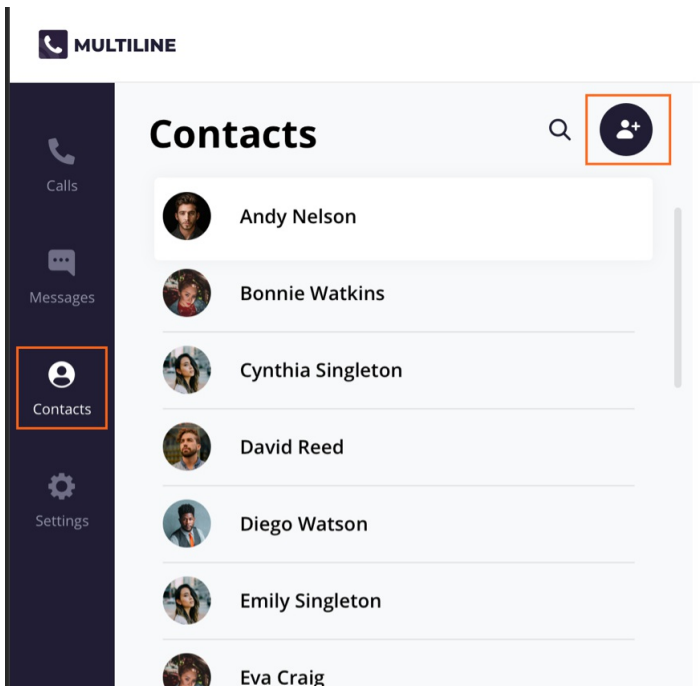 MULTILINE
Contacts
Calls
Messages
Contacts
Settings
Andy Nelson
Bonnie Watkins
Cynthia Singleton
David Reed
Diego Watson
Emily Singleton
Eva Craig